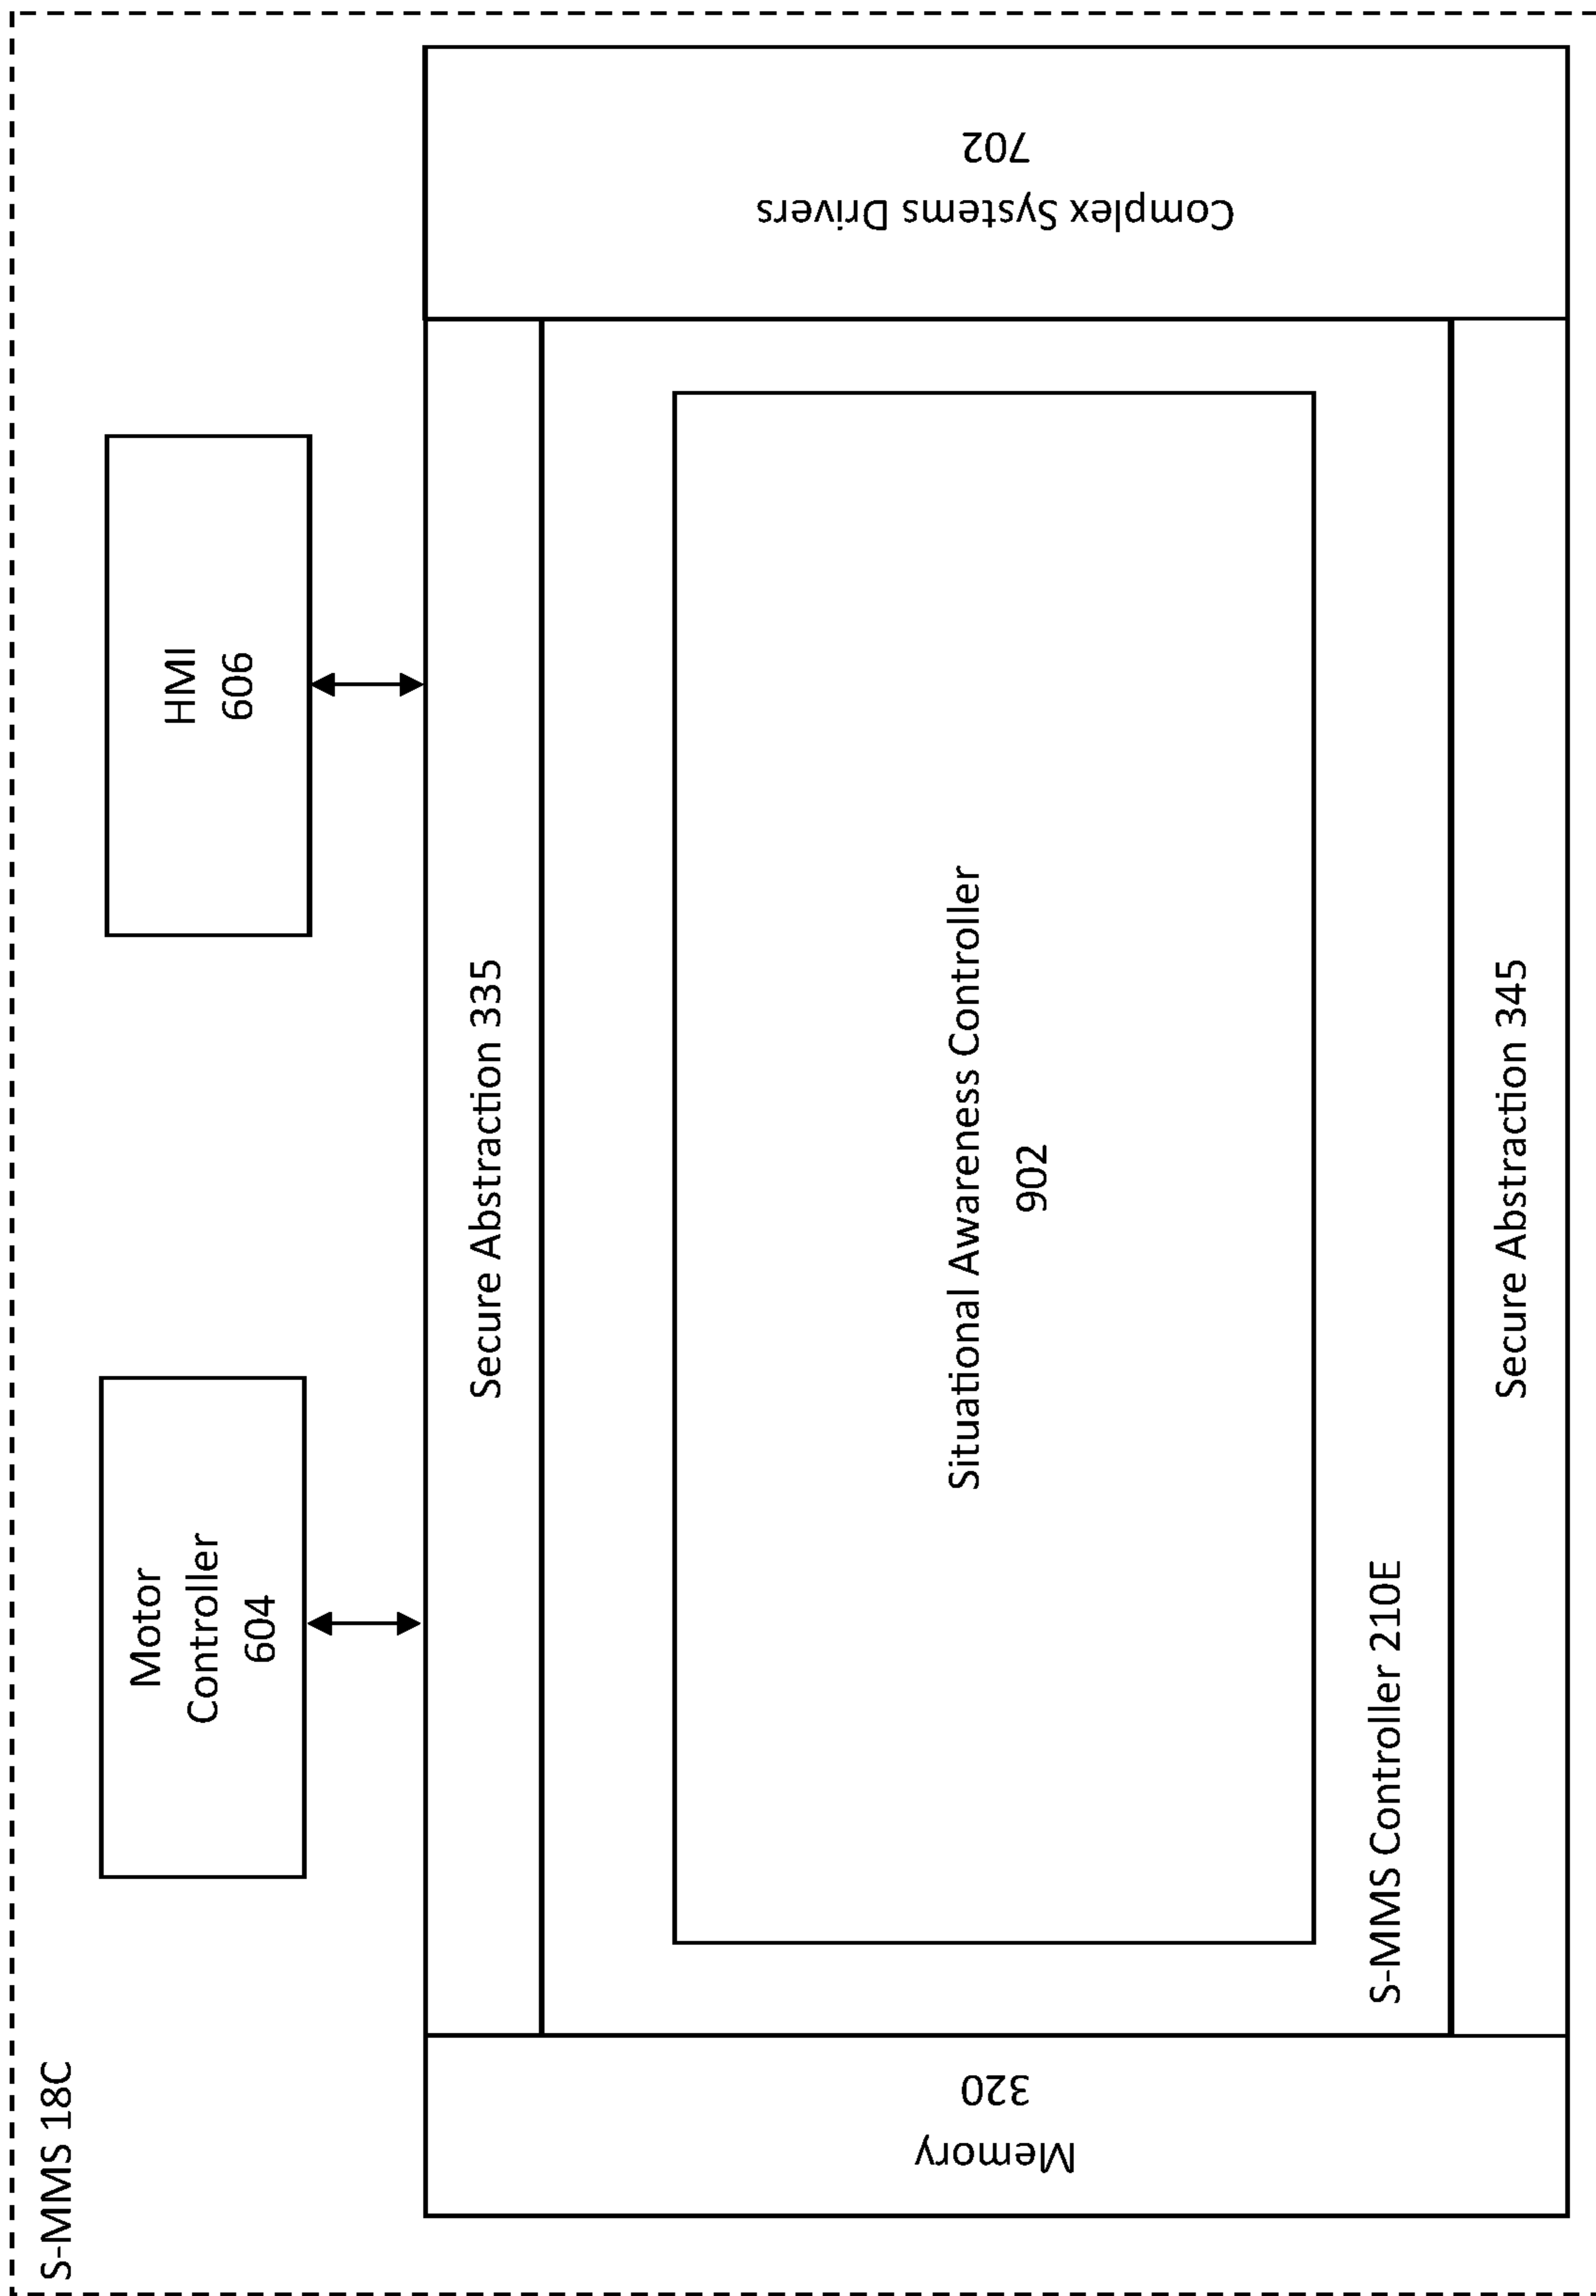 S-MMS 18C
Motor
Controller
604
HMI
606
Secure Abstraction 335
Memory
320
Situational Awareness Controller
902
S-MMS Controller 210E
Complex Systems Drivers
702
Secure Abstraction 345